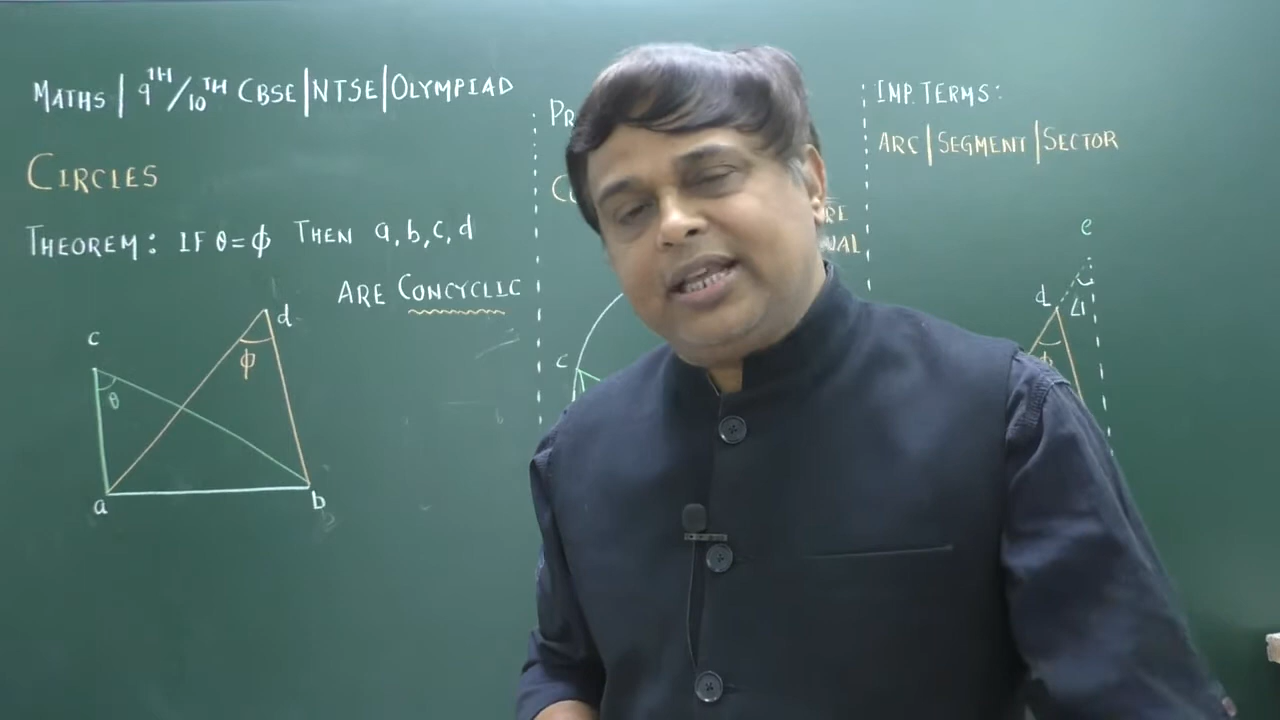 MATHS | 9TH/10TH CBSE|NTSE|OLYMPIAD
CIRCLES
THEOREM: IF θ=φ THEN a,b,c,d
ARE CONCYCLIC
c
d
φ
θ
a
b
IMP. TERMS:
ARC|SEGMENT|SECTOR
c
e
d
φ